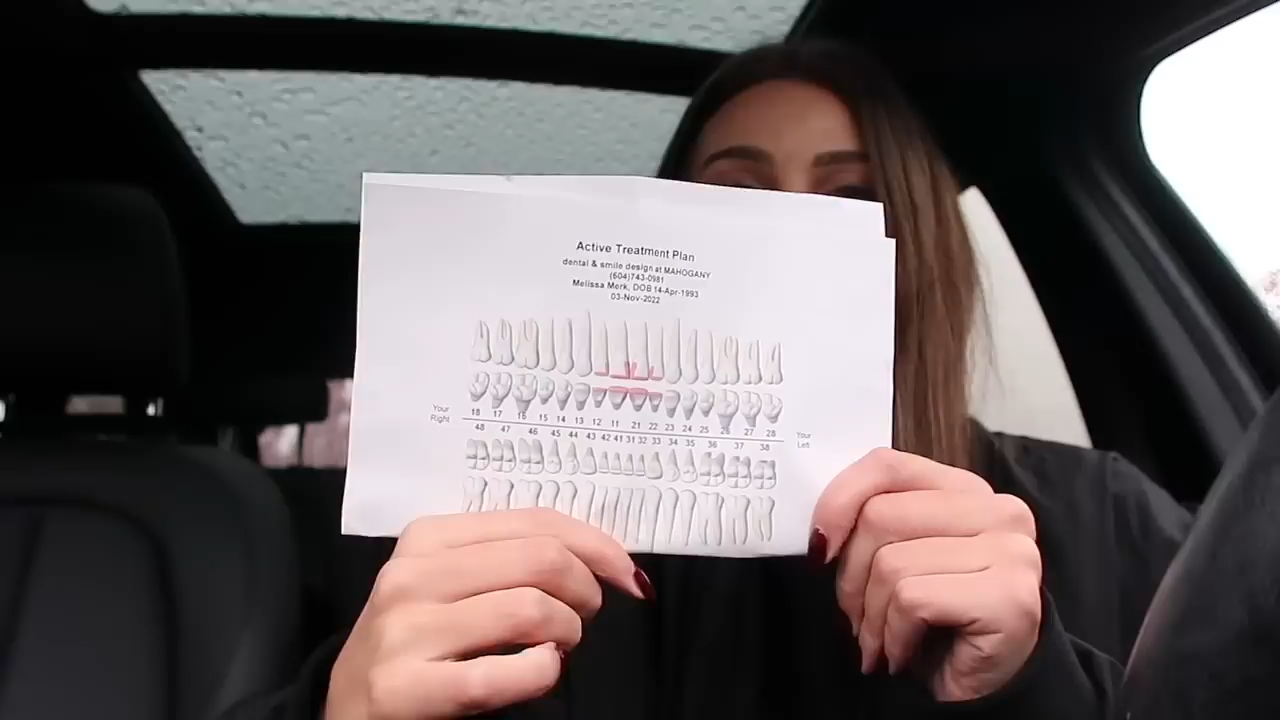 Active Treatment Plan
dental & smile design at MAHOGANY
(604)743-0981
Melissa Merk, DOB 14-Apr-1993
03-Nov-2022
Your Right
18 17 16 15 14 13 12 11 21 22 23 24 25 26 27 28
48 47 46 45 44 43 42 41 31 32 33 34 35 36 37 38
Your Left